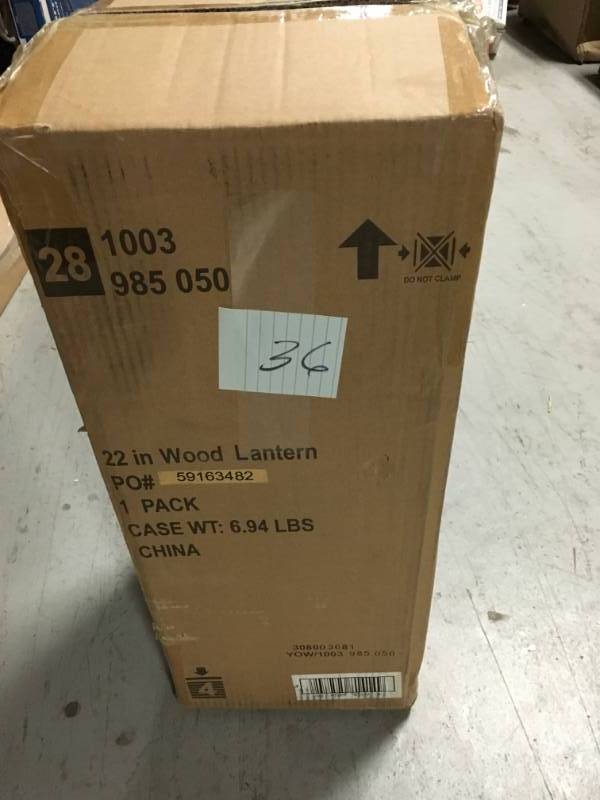 28 1003
985 050
DO NOT CLAMP
36
22 in Wood Lantern
PO# 59163482
1 PACK
CASE WT: 6.94 LBS
CHINA
308003681
YOW/1003 985 050
4